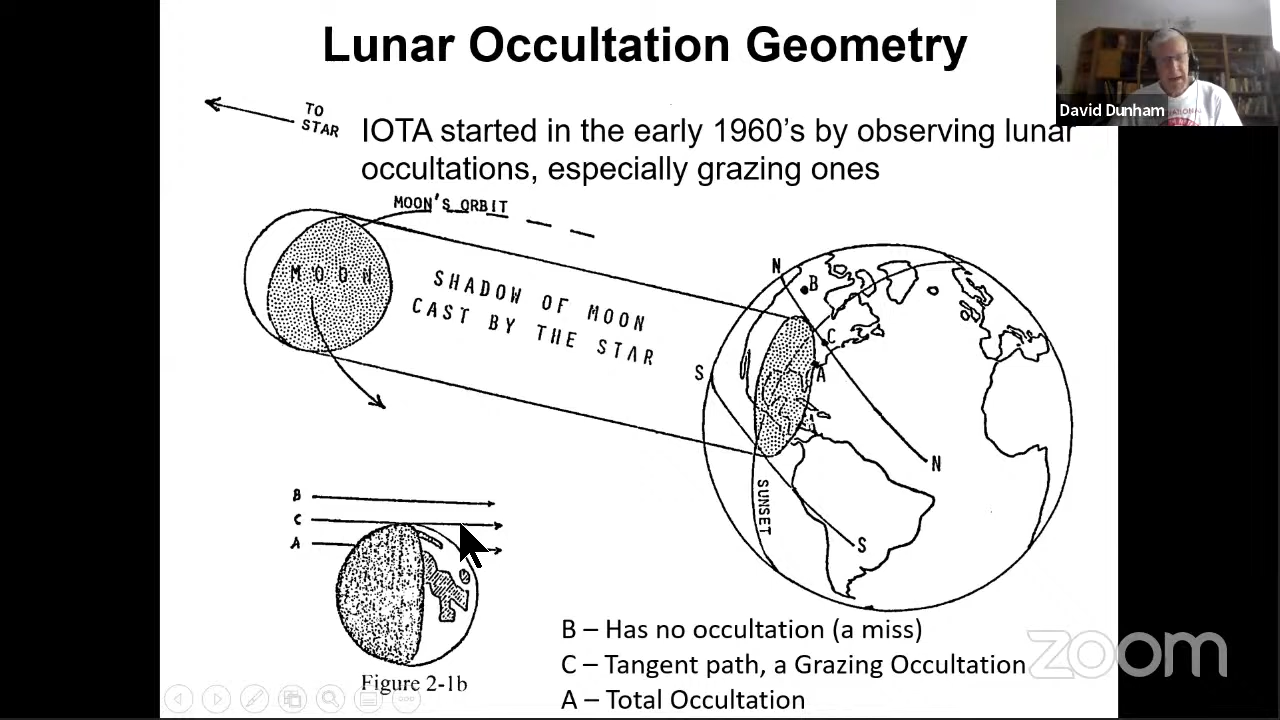 Lunar Occultation Geometry
David Dunham
TO
STAR
IOTA started in the early 1960's by observing lunar
occultations, especially grazing ones
MOON'S ORBIT
MOON
SHADOW OF MOON
CAST BY THE STAR
N
B
C
A
S
N
SUNSET
S
B
C
A
Figure 2-1b
B – Has no occultation (a miss)
C – Tangent path, a Grazing Occultation
A – Total Occultation
zoom